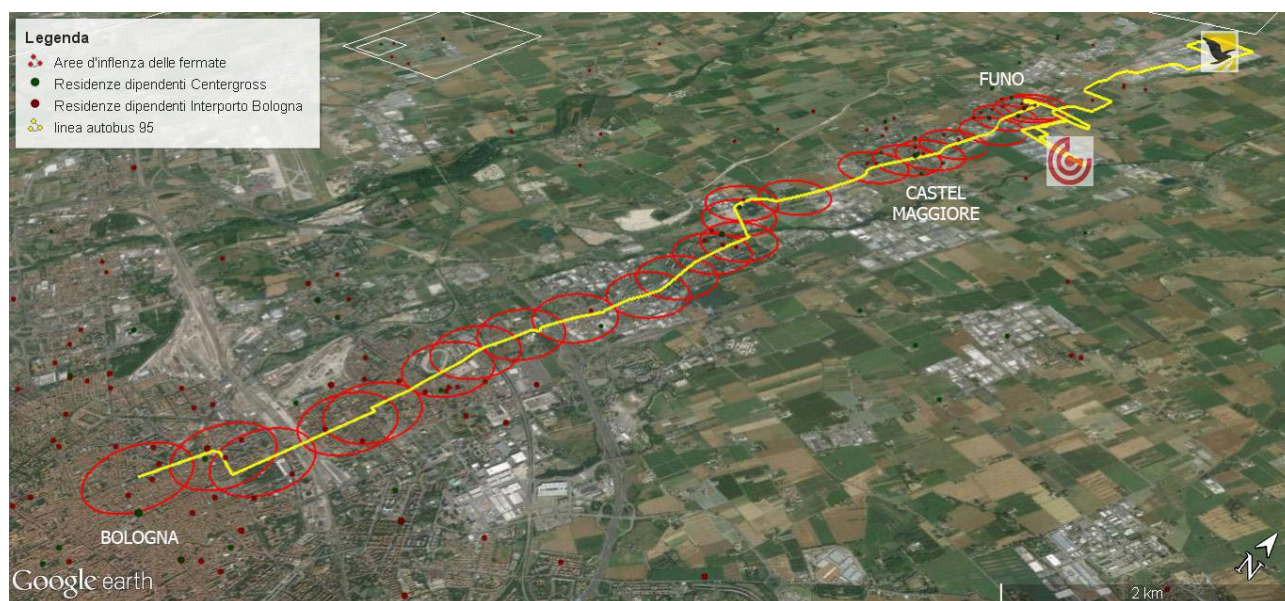 Legenda
Aree d'inflenza delle fermate
Residenze dipendenti Centergross
Residenze dipendenti Interporto Bologna
linea autobus 95
FUNO
CASTEL
MAGGIORE
BOLOGNA
Google earth
N
2 km